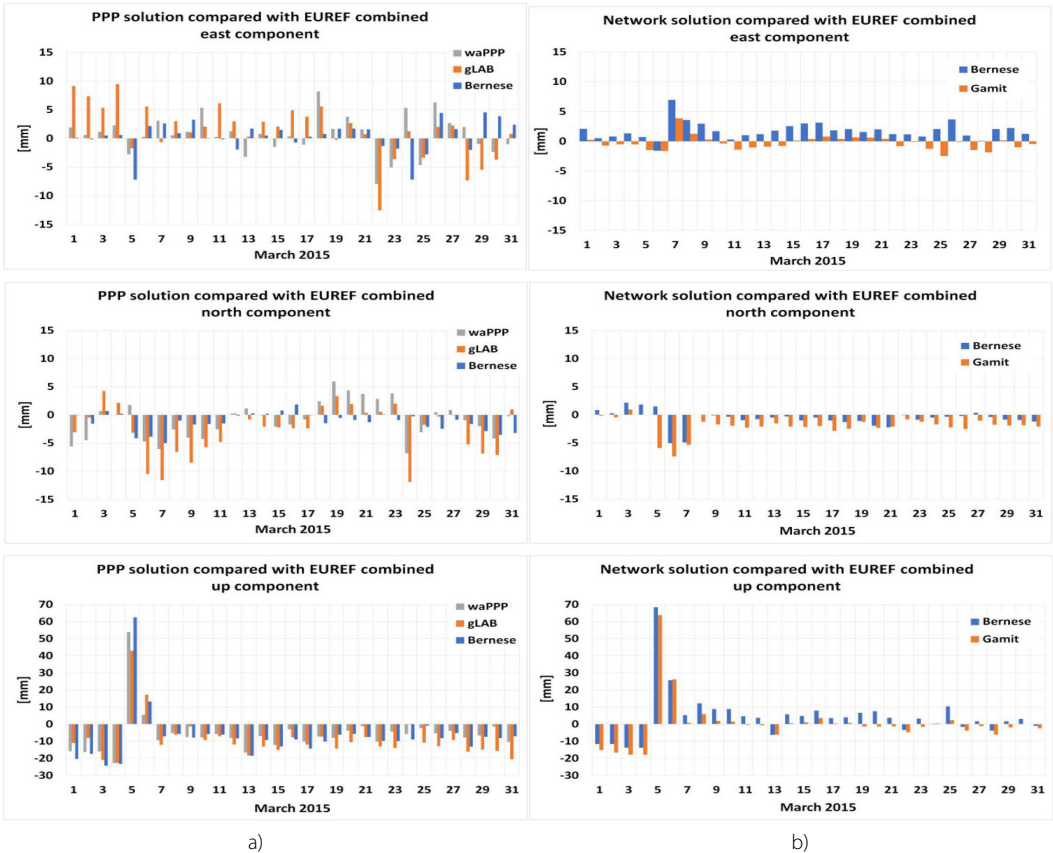 PPP solution compared with EUREF combined
east component
waPPP
gLAB
Bernese
[mm]
15
10
5
0
-5
-10
-15
1 3 5 7 9 11 13 15 17 19 21 23 25 27 29 31
March 2015
Network solution compared with EUREF combined
east component
Bernese
Gamit
[mm]
15
10
5
0
-5
-10
-15
1 3 5 7 9 11 13 15 17 19 21 23 25 27 29 31
March 2015
PPP solution compared with EUREF combined
north component
waPPP
gLAB
Bernese
[mm]
15
10
5
0
-5
-10
-15
1 3 5 7 9 11 13 15 17 19 21 23 25 27 29 31
March 2015
Network solution compared with EUREF combined
north component
Bernese
Gamit
[mm]
15
10
5
0
-5
-10
-15
1 3 5 7 9 11 13 15 17 19 21 23 25 27 29 31
March 2015
PPP solution compared with EUREF combined
up component
waPPP
gLAB
Bernese
[mm]
70
60
50
40
30
20
10
0
-10
-20
-30
1 3 5 7 9 11 13 15 17 19 21 23 25 27 29 31
March 2015
Network solution compared with EUREF combined
up component
Bernese
Gamit
[mm]
70
60
50
40
30
20
10
0
-10
-20
-30
1 3 5 7 9 11 13 15 17 19 21 23 25 27 29 31
March 2015
a)
b)